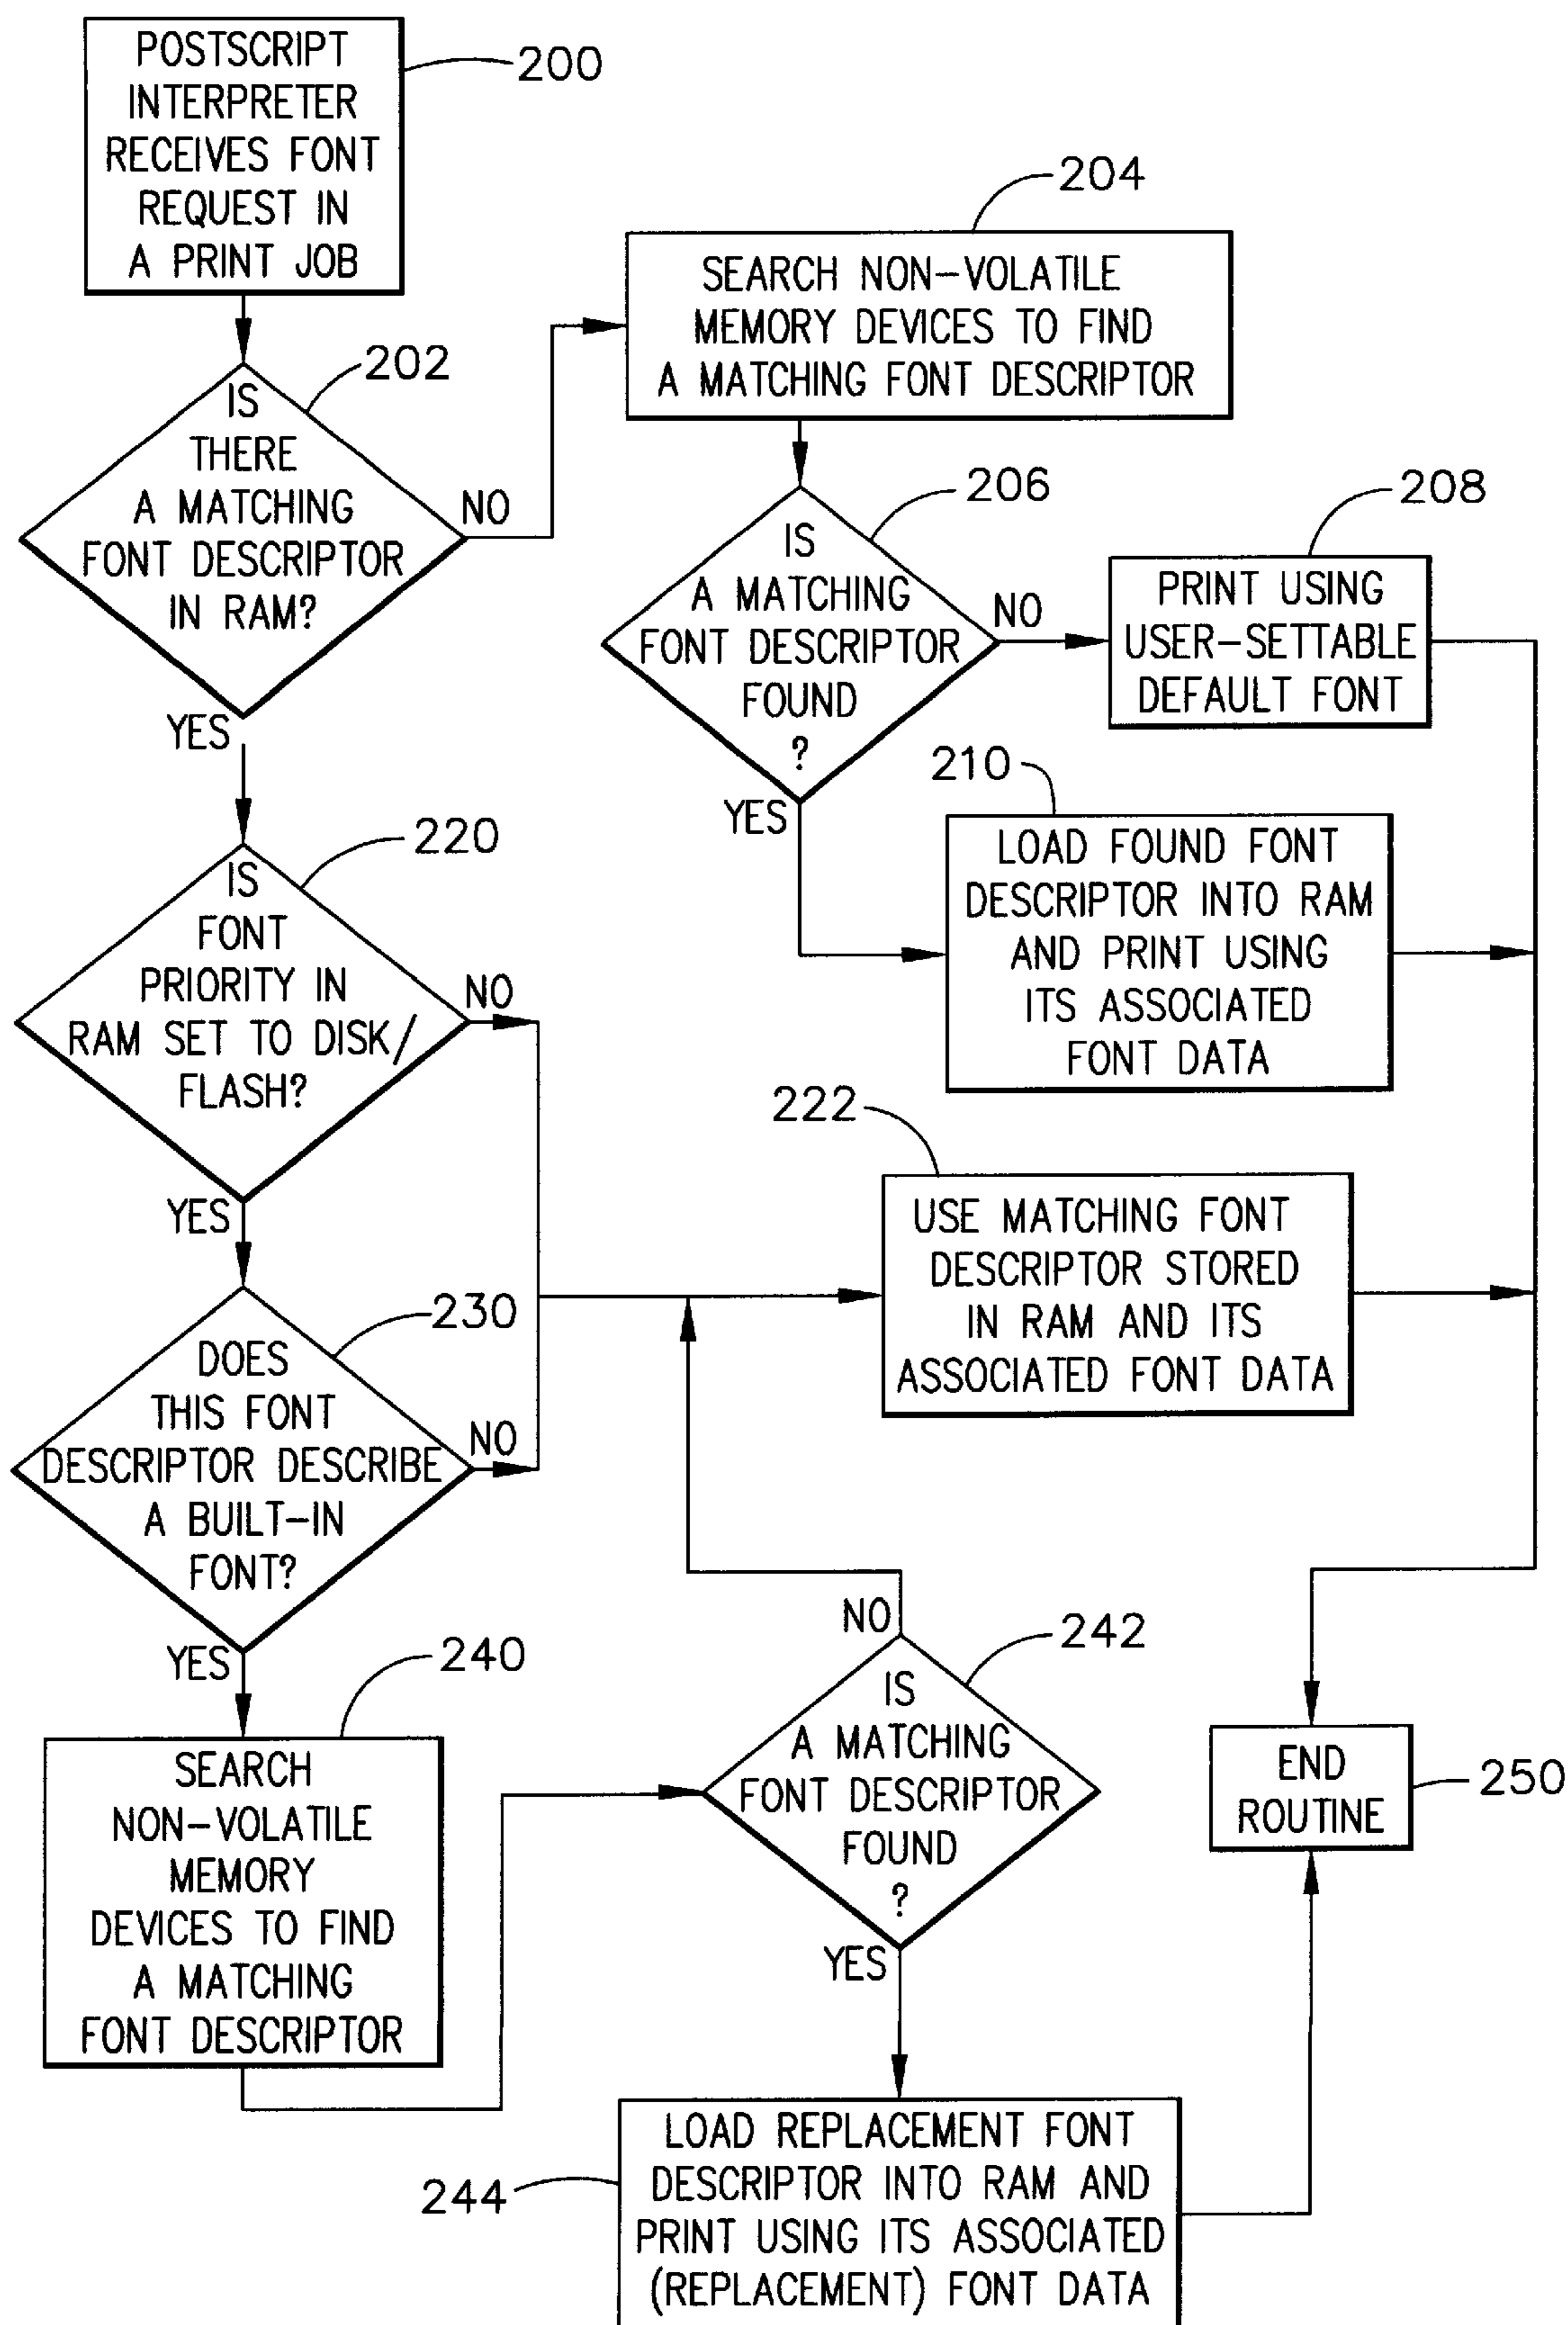 POSTSCRIPT
INTERPRETER
RECEIVES FONT
REQUEST IN
A PRINT JOB
200
IS
THERE
A MATCHING
FONT DESCRIPTOR
IN RAM?
202
NO
YES
SEARCH NON-VOLATILE
MEMORY DEVICES TO FIND
A MATCHING FONT DESCRIPTOR
204
IS
A MATCHING
FONT DESCRIPTOR
FOUND
?
206
NO
YES
PRINT USING
USER-SETTABLE
DEFAULT FONT
208
210
LOAD FOUND FONT
DESCRIPTOR INTO RAM
AND PRINT USING
ITS ASSOCIATED
FONT DATA
IS
FONT
PRIORITY IN
RAM SET TO DISK/
FLASH?
220
NO
YES
222
USE MATCHING FONT
DESCRIPTOR STORED
IN RAM AND ITS
ASSOCIATED FONT DATA
DOES
THIS FONT
DESCRIPTOR DESCRIBE
A BUILT-IN
FONT?
230
NO
YES
240
SEARCH
NON-VOLATILE
MEMORY
DEVICES TO FIND
A MATCHING
FONT DESCRIPTOR
NO
242
IS
A MATCHING
FONT DESCRIPTOR
FOUND
?
YES
244
LOAD REPLACEMENT FONT
DESCRIPTOR INTO RAM AND
PRINT USING ITS ASSOCIATED
(REPLACEMENT) FONT DATA
END
ROUTINE
250